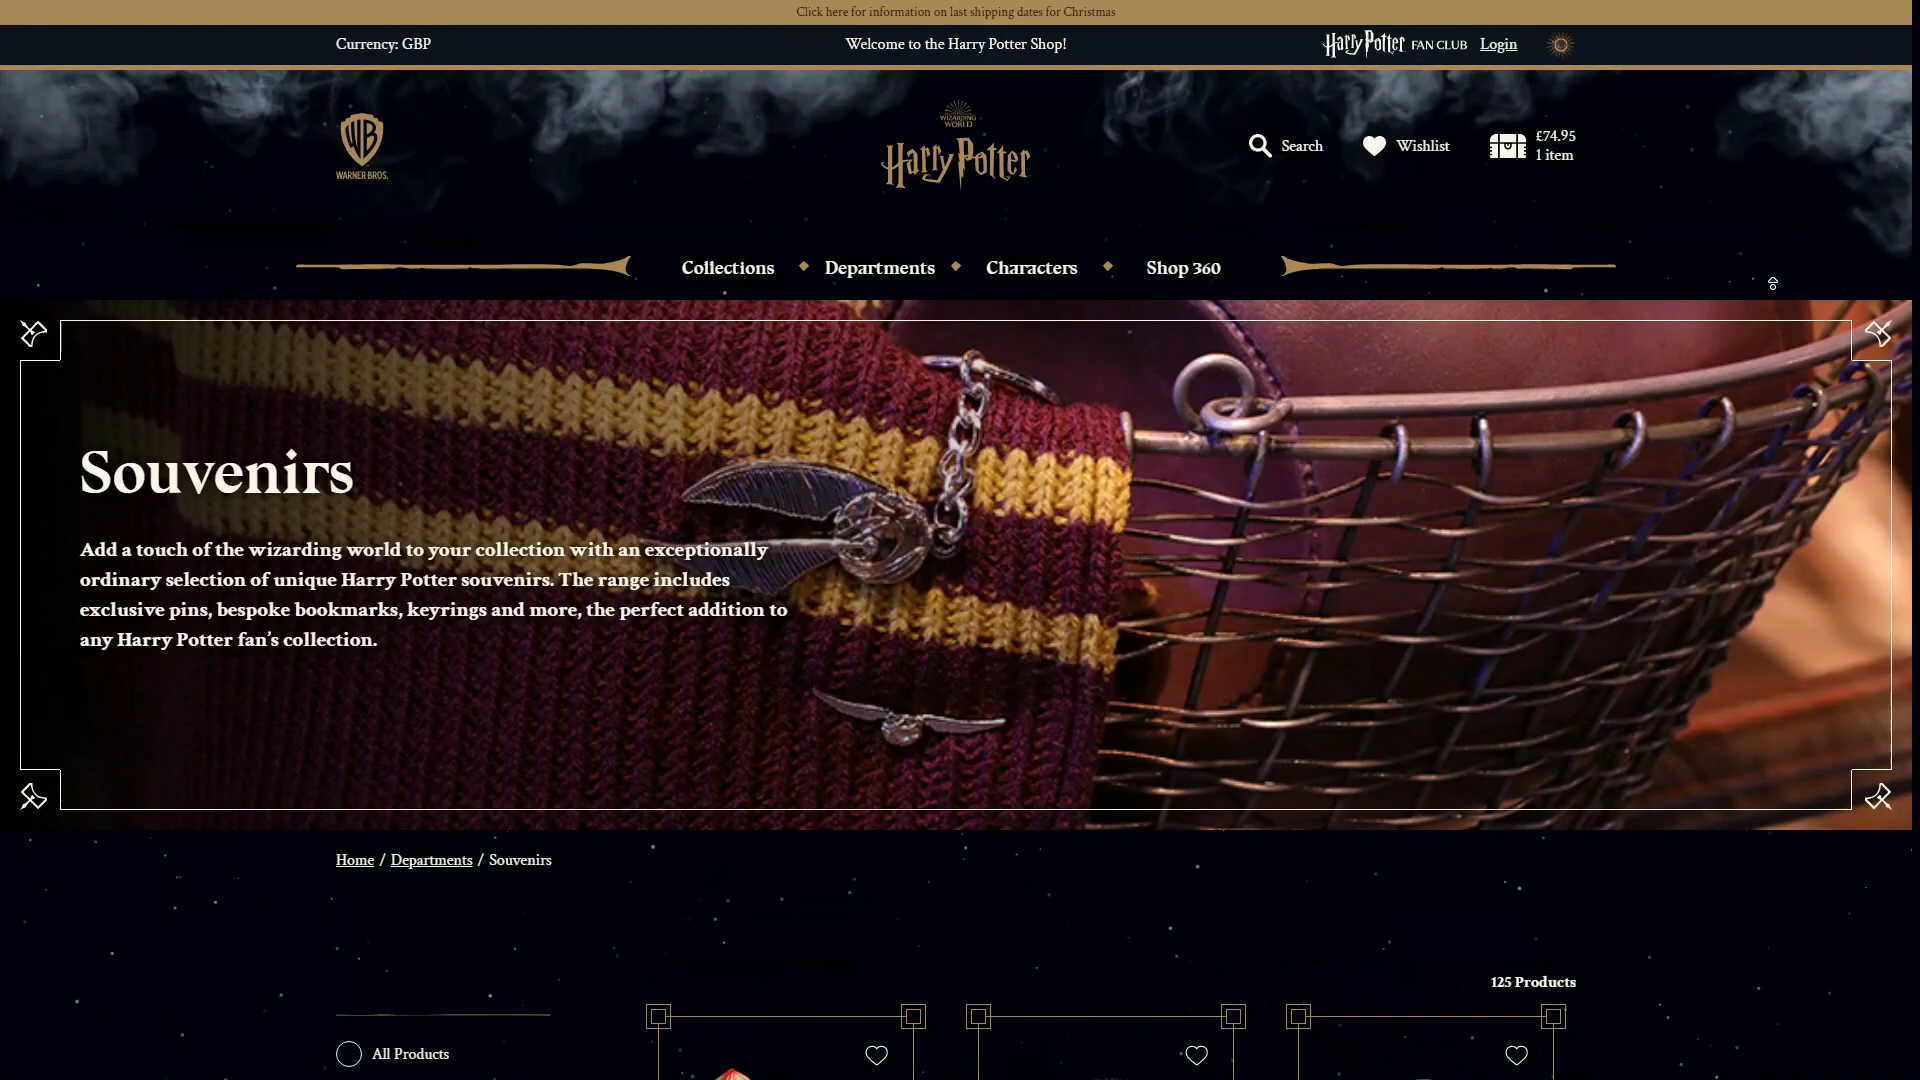 Click here for information on last shipping dates for Christmas
Currency: GBP
Welcome to the Harry Potter Shop!
Harry Potter FAN CLUB Login
WB
WARNER BROS.
WIZARDING
WORLD
Harry Potter
Search
Wishlist
£74.95
1 item
Collections
Departments
Characters
Shop 360
Souvenirs
Add a touch of the wizarding world to your collection with an exceptionally
ordinary selection of unique Harry Potter souvenirs. The range includes
exclusive pins, bespoke bookmarks, keyrings and more, the perfect addition to
any Harry Potter fan's collection.
Home / Departments / Souvenirs
125 Products
All Products